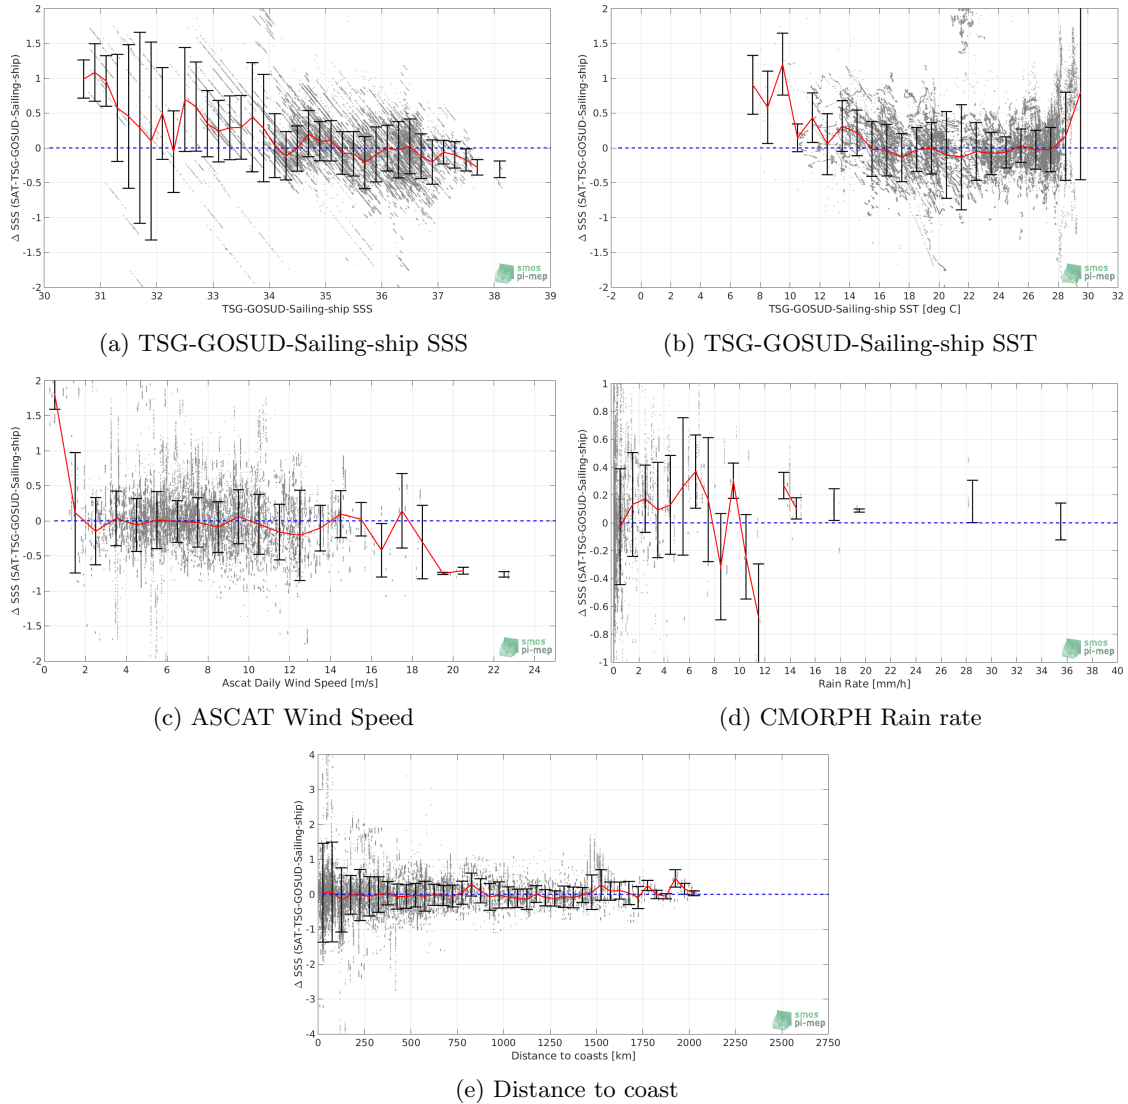 2
1.5
1
0.5
0
-0.5
-1
-1.5
-2
Δ SSS (SAT-TSG-GOSUD-Sailing-ship)
30 31 32 33 34 35 36 37 38 39
TSG-GOSUD-Sailing-ship SSS
smos
pi-mep
(a) TSG-GOSUD-Sailing-ship SSS
2
1.5
1
0.5
0
-0.5
-1
-1.5
-2
Δ SSS (SAT-TSG-GOSUD-Sailing-ship)
-2 0 2 4 6 8 10 12 14 16 18 20 22 24 26 28 30 32
TSG-GOSUD-Sailing-ship SST [deg C]
smos
pi-mep
(b) TSG-GOSUD-Sailing-ship SST
2
1.5
1
0.5
0
-0.5
-1
-1.5
-2
Δ SSS (SAT-TSG-GOSUD-Sailing-ship)
0 2 4 6 8 10 12 14 16 18 20 22 24
Ascat Daily Wind Speed [m/s]
smos
pi-mep
(c) ASCAT Wind Speed
1
0.8
0.6
0.4
0.2
0
-0.2
-0.4
-0.6
-0.8
-1
Δ SSS (SAT-TSG-GOSUD-Sailing-ship)
0 2 4 6 8 10 12 14 16 18 20 22 24 26 28 30 32 34 36 38 40
Rain Rate [mm/h]
smos
pi-mep
(d) CMORPH Rain rate
4
3
2
1
0
-1
-2
-3
-4
Δ SSS (SAT-TSG-GOSUD-Sailing-ship)
0 250 500 750 1000 1250 1500 1750 2000 2250 2500 2750
Distance to coasts [km]
smos
pi-mep
(e) Distance to coast